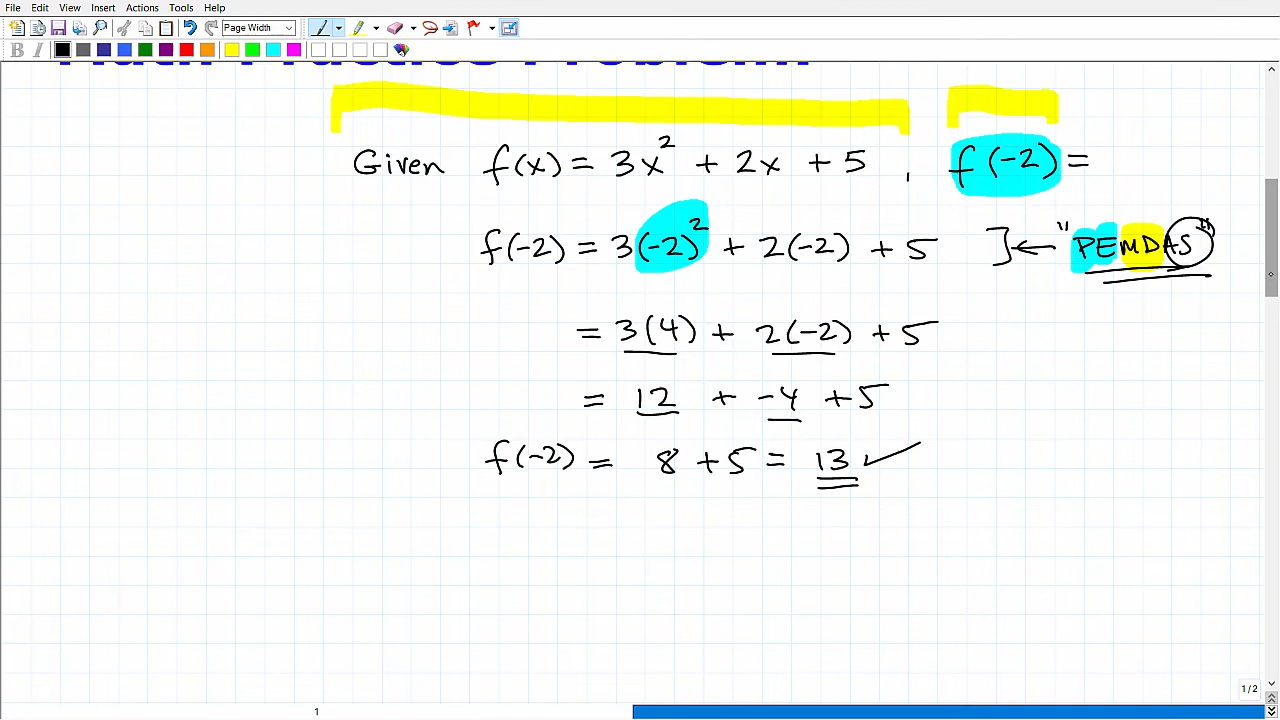 File Edit View Insert Actions Tools Help
Page Width
B I
Given f(x) = 3x² + 2x + 5 , f(-2) =
f(-2) = 3(-2)² + 2(-2) + 5 ]← "PEMDAS"
= 3(4) + 2(-2) + 5
= 12 + -4 + 5
f(-2) = 8 + 5 = 13 ✓
1/2
1